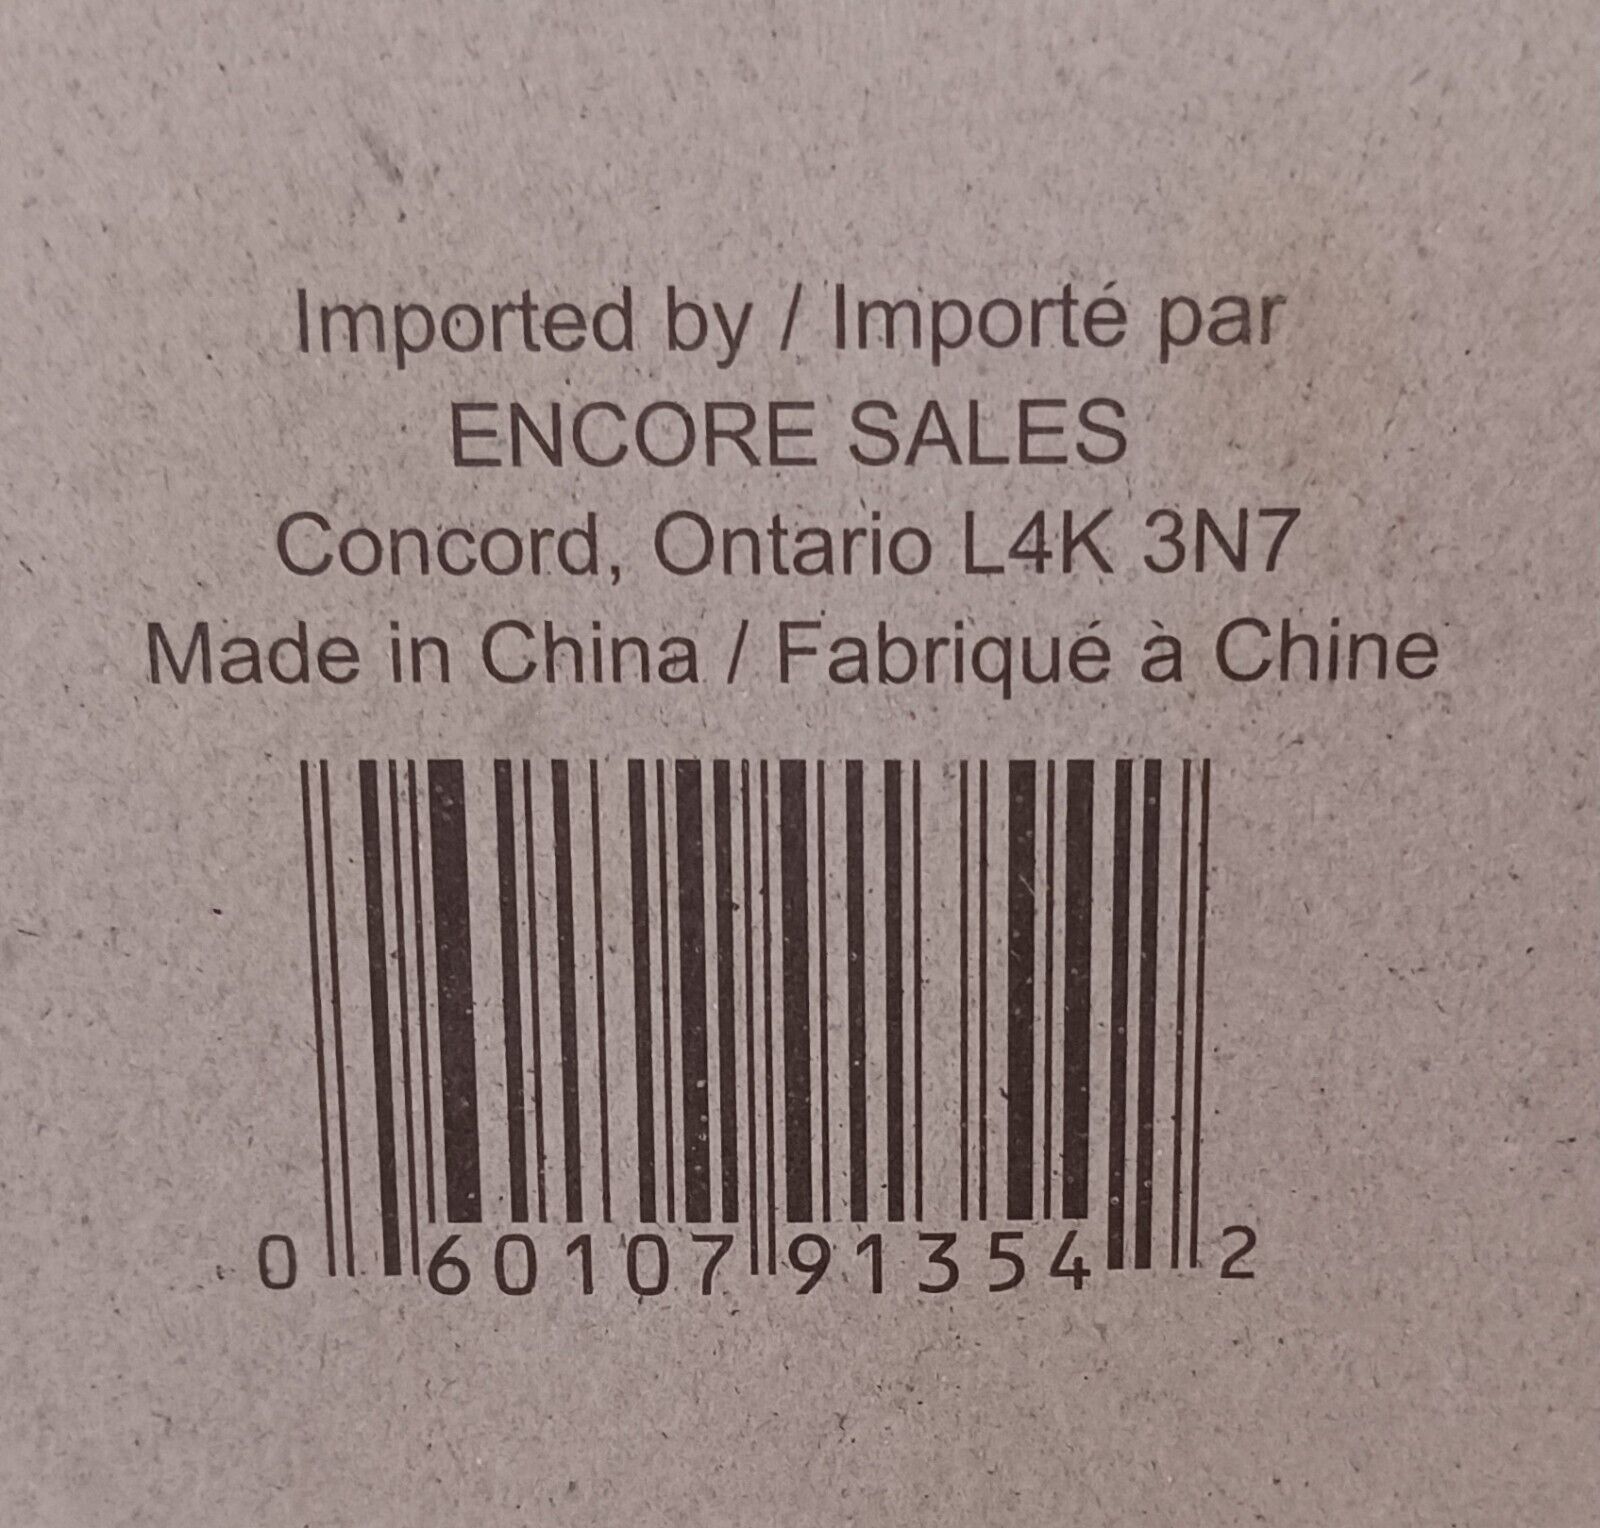 Imported by / Importé par
ENCORE SALES
Concord, Ontario L4K 3N7
Made in China / Fabriqué à Chine
0 60107 91354 2